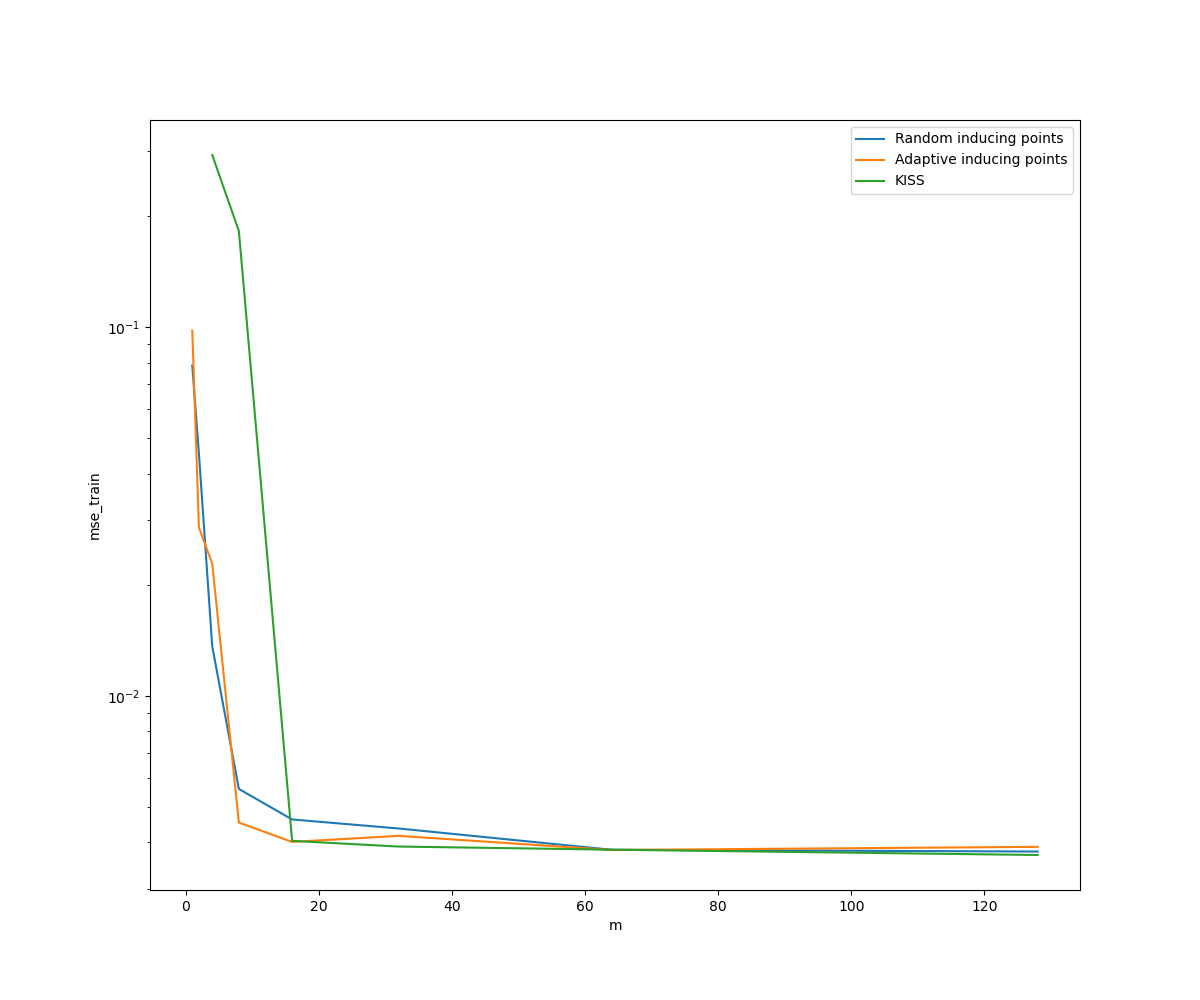 Random inducing points
Adaptive inducing points
KISS
10⁻¹
10⁻²
mse_train
0 20 40 60 80 100 120
m